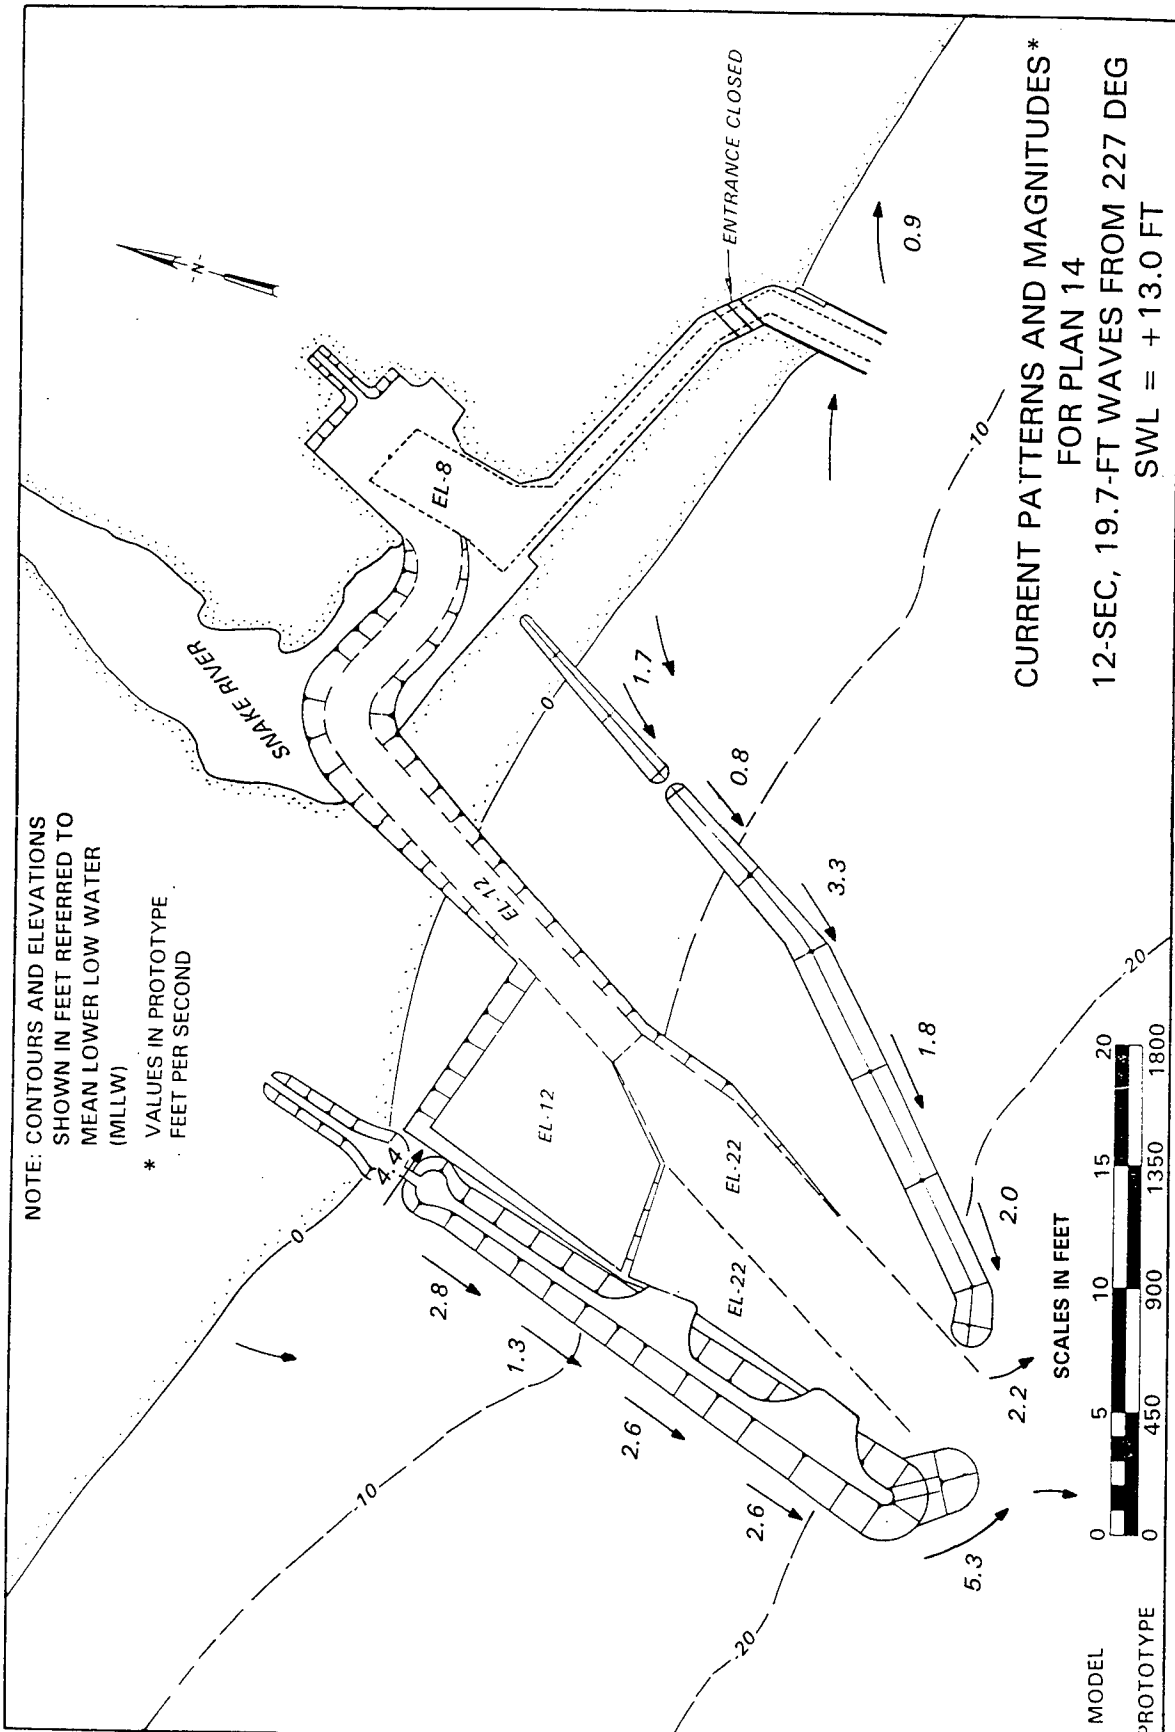 NOTE: CONTOURS AND ELEVATIONS
SHOWN IN FEET REFERRED TO
MEAN LOWER LOW WATER
(MLLW)
* VALUES IN PROTOTYPE
FEET PER SECOND
SNAKE RIVER
-N-
ENTRANCE CLOSED
EL-8
EL-12
EL-12
EL-22
EL-22
0
0
-10
-10
-20
-20
4.4
2.8
1.3
2.6
2.6
5.3
2.2
2.0
1.8
3.3
0.8
1.7
0.9
SCALES IN FEET
MODEL 0 5 10 15 20
PROTOTYPE 0 450 900 1350 1800
CURRENT PATTERNS AND MAGNITUDES*
FOR PLAN 14
12-SEC, 19.7-FT WAVES FROM 227 DEG
SWL = +13.0 FT